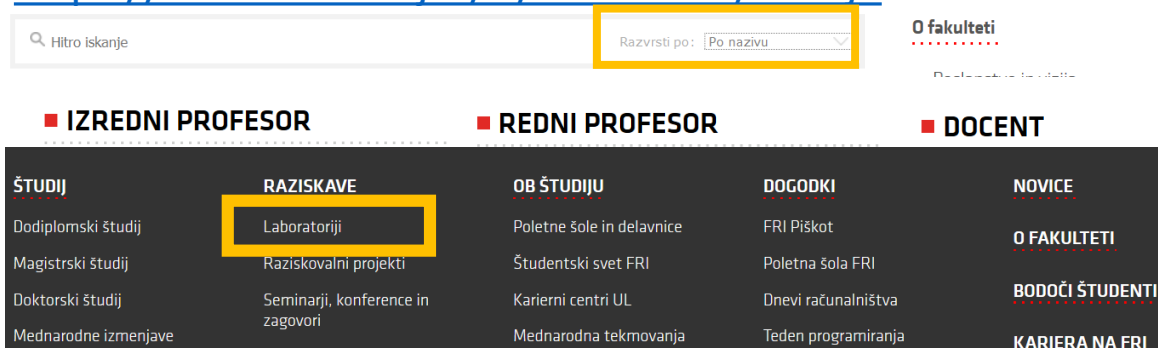 Hitro iskanje
Razvrsti po: Po nazivu
O fakulteti
IZREDNI PROFESOR
REDNI PROFESOR
DOCENT
ŠTUDIJ
Dodiplomski študij
Magistrski študij
Doktorski študij
Mednarodne izmenjave
RAZISKAVE
Laboratoriji
Raziskovalni projekti
Seminarji, konference in
zagovori
OB ŠTUDIJU
Poletne šole in delavnice
Študentski svet FRI
Karierni centri UL
Mednarodna tekmovanja
DOGODKI
FRI Piškot
Poletna šola FRI
Dnevi računalništva
Teden programiranja
NOVICE
O FAKULTETI
BODOČI ŠTUDENTI
KARIERA NA FRI